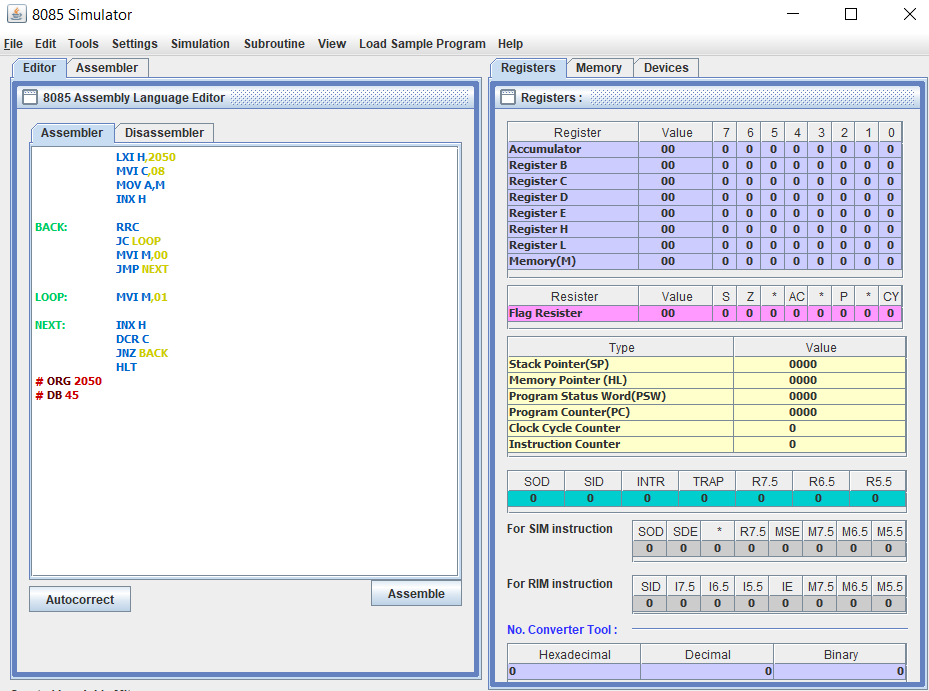 8085 Simulator
File Edit Tools Settings Simulation Subroutine View Load Sample Program Help
Editor Assembler
8085 Assembly Language Editor
Assembler Disassembler
LXI H,2050
MVI C,08
MOV A,M
INX H
BACK: RRC
JC LOOP
MVI M,00
JMP NEXT
LOOP: MVI M,01
NEXT: INX H
DCR C
JNZ BACK
HLT
# ORG 2050
# DB 45
Autocorrect Assemble
Registers Memory Devices
Registers :
Register Value 7 6 5 4 3 2 1 0
Accumulator 00 0 0 0 0 0 0 0 0
Register B 00 0 0 0 0 0 0 0 0
Register C 00 0 0 0 0 0 0 0 0
Register D 00 0 0 0 0 0 0 0 0
Register E 00 0 0 0 0 0 0 0 0
Register H 00 0 0 0 0 0 0 0 0
Register L 00 0 0 0 0 0 0 0 0
Memory(M) 00 0 0 0 0 0 0 0 0
Resister Value S Z * AC * P * CY
Flag Resister 00 0 0 0 0 0 0 0 0
Type Value
Stack Pointer(SP) 0000
Memory Pointer (HL) 0000
Program Status Word(PSW) 0000
Program Counter(PC) 0000
Clock Cycle Counter 0
Instruction Counter 0
SOD SID INTR TRAP R7.5 R6.5 R5.5
0 0 0 0 0 0 0
For SIM instruction SOD SDE * R7.5 MSE M7.5 M6.5 M5.5
0 0 0 0 0 0 0 0
For RIM instruction SID I7.5 I6.5 I5.5 IE M7.5 M6.5 M5.5
0 0 0 0 0 0 0 0
No. Converter Tool :
Hexadecimal Decimal Binary
0 0 0